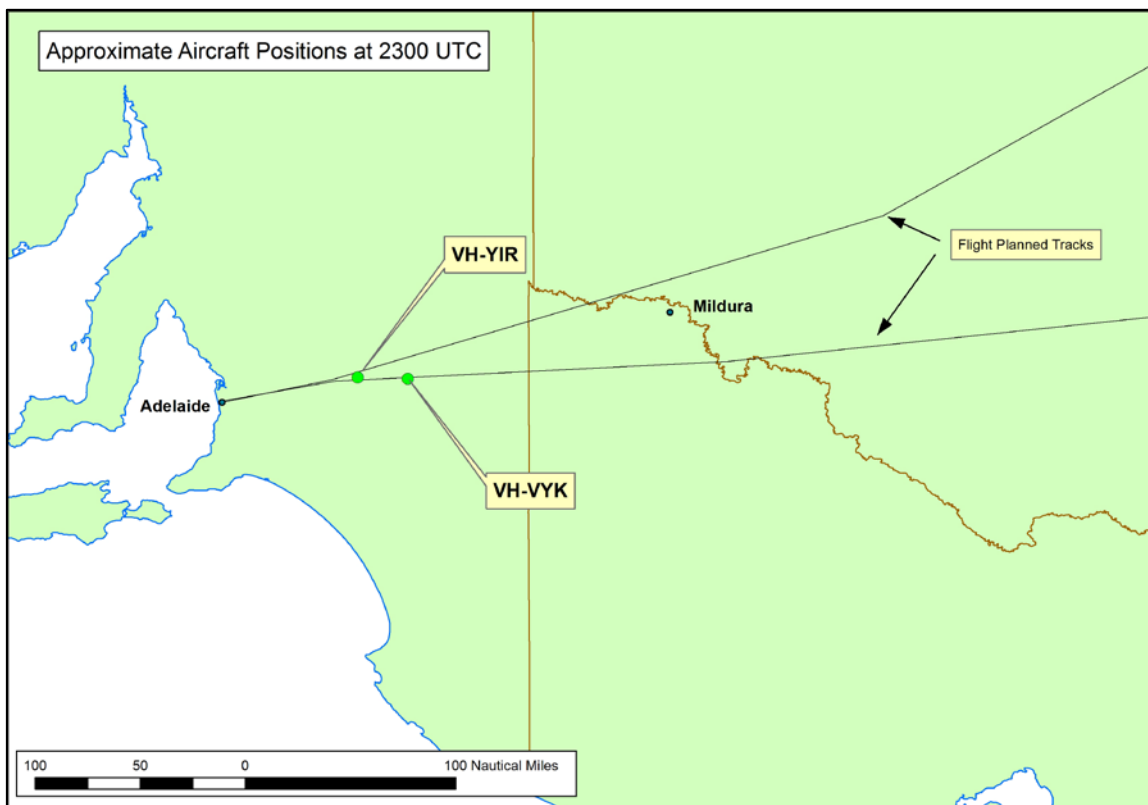 Approximate Aircraft Positions at 2300 UTC
VH-YIR
Flight Planned Tracks
Mildura
Adelaide
VH-VYK
100 50 0 100 Nautical Miles